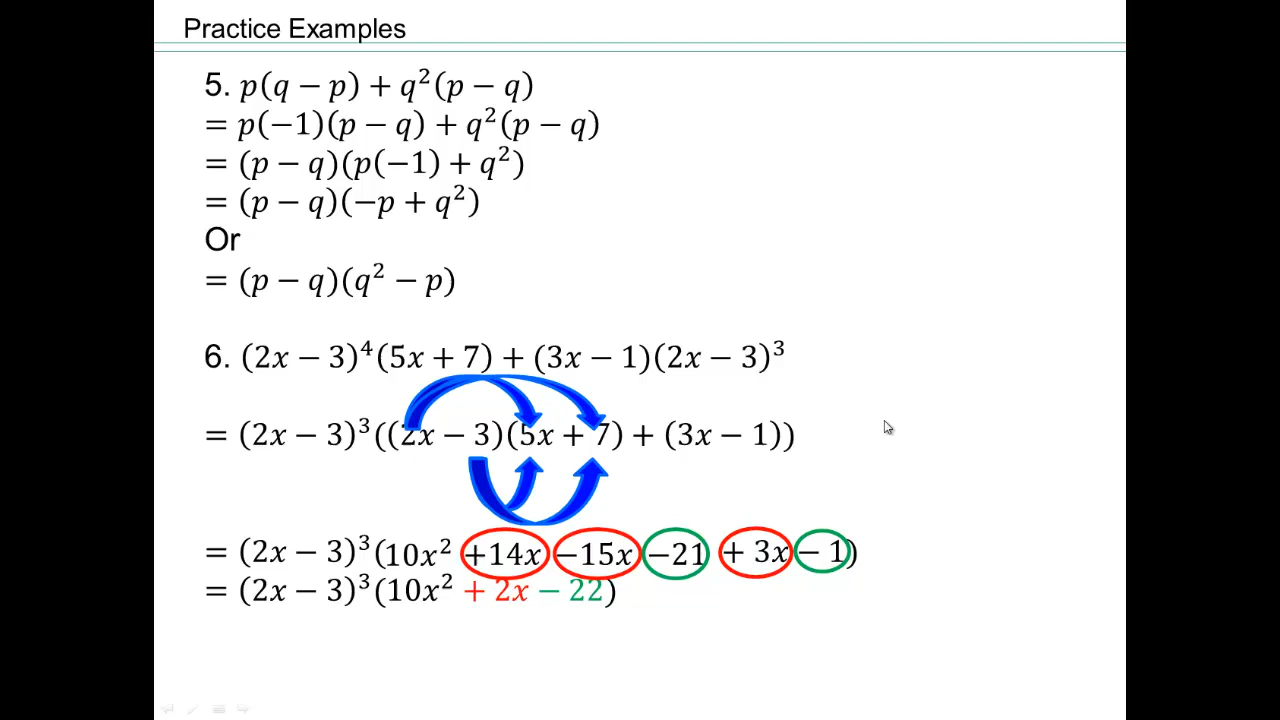 Practice Examples
5. p(q − p) + q²(p − q)
= p(−1)(p − q) + q²(p − q)
= (p − q)(p(−1) + q²)
= (p − q)(−p + q²)
Or
= (p − q)(q² − p)
6. (2x − 3)⁴(5x + 7) + (3x − 1)(2x − 3)³
= (2x − 3)³((2x − 3)(5x + 7) + (3x − 1))
= (2x − 3)³(10x² +14x −15x −21 + 3x − 1)
= (2x − 3)³(10x² + 2x − 22)